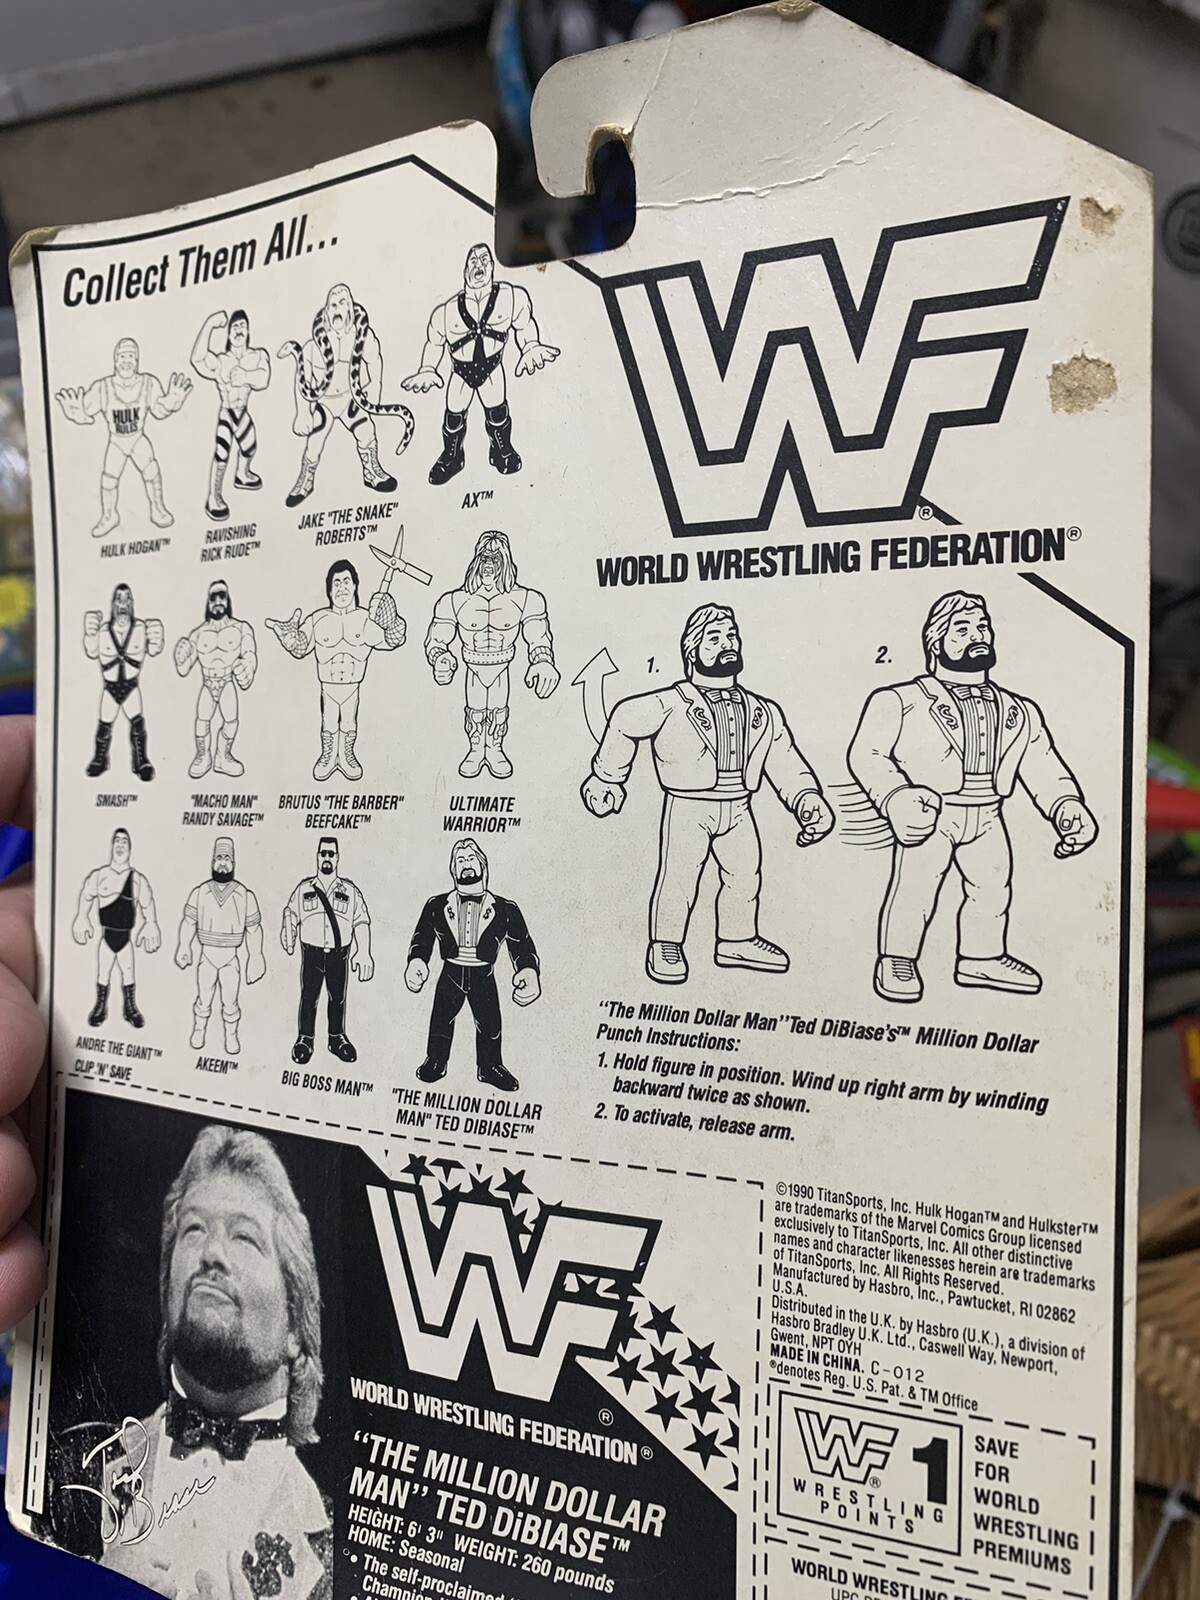 Collect Them All...
HULK
RULES
HULK HOGAN™
RAVISHING
RICK RUDE™
JAKE "THE SNAKE"
ROBERTS™
AX™
SMASH™
"MACHO MAN"
RANDY SAVAGE™
BRUTUS "THE BARBER"
BEEFCAKE™
ULTIMATE
WARRIOR™
ANDRE THE GIANT™
AKEEM™
BIG BOSS MAN™
"THE MILLION DOLLAR
MAN" TED DIBIASE™
CLIP 'N' SAVE
WF®
WORLD WRESTLING FEDERATION®
1.
2.
"The Million Dollar Man" Ted DiBiase's™ Million Dollar
Punch Instructions:
1. Hold figure in position. Wind up right arm by winding
backward twice as shown.
2. To activate, release arm.
WF®
WORLD WRESTLING FEDERATION®
"THE MILLION DOLLAR
MAN" TED DiBIASE™
HEIGHT: 6' 3" WEIGHT: 260 pounds
HOME: Seasonal
• The self-proclaimed
Champion
©1990 TitanSports, Inc. Hulk Hogan™ and Hulkster™
are trademarks of the Marvel Comics Group licensed
exclusively to TitanSports, Inc. All other distinctive
names and character likenesses herein are trademarks
of TitanSports, Inc. All Rights Reserved.
Manufactured by Hasbro, Inc., Pawtucket, RI 02862
U.S.A.
Distributed in the U.K. by Hasbro (U.K.), a division of
Hasbro Bradley U.K. Ltd., Caswell Way, Newport,
Gwent, NPT OYH
MADE IN CHINA. C-012
®denotes Reg. U.S. Pat. & TM Office
WF® 1
WRESTLING
POINTS
SAVE
FOR
WORLD
WRESTLING
PREMIUMS
WORLD WRESTLING
UPC